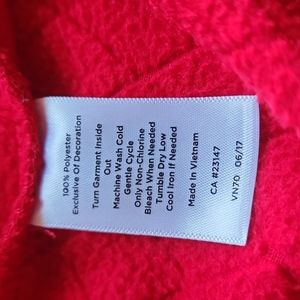 100% Polyester
Exclusive Of Decoration
Turn Garment Inside
Out
Machine Wash Cold
Gentle Cycle
Only Non-Chlorine
Bleach When Needed
Tumble Dry Low
Cool Iron If Needed
Made In Vietnam
CA #23147
VN70 06/17